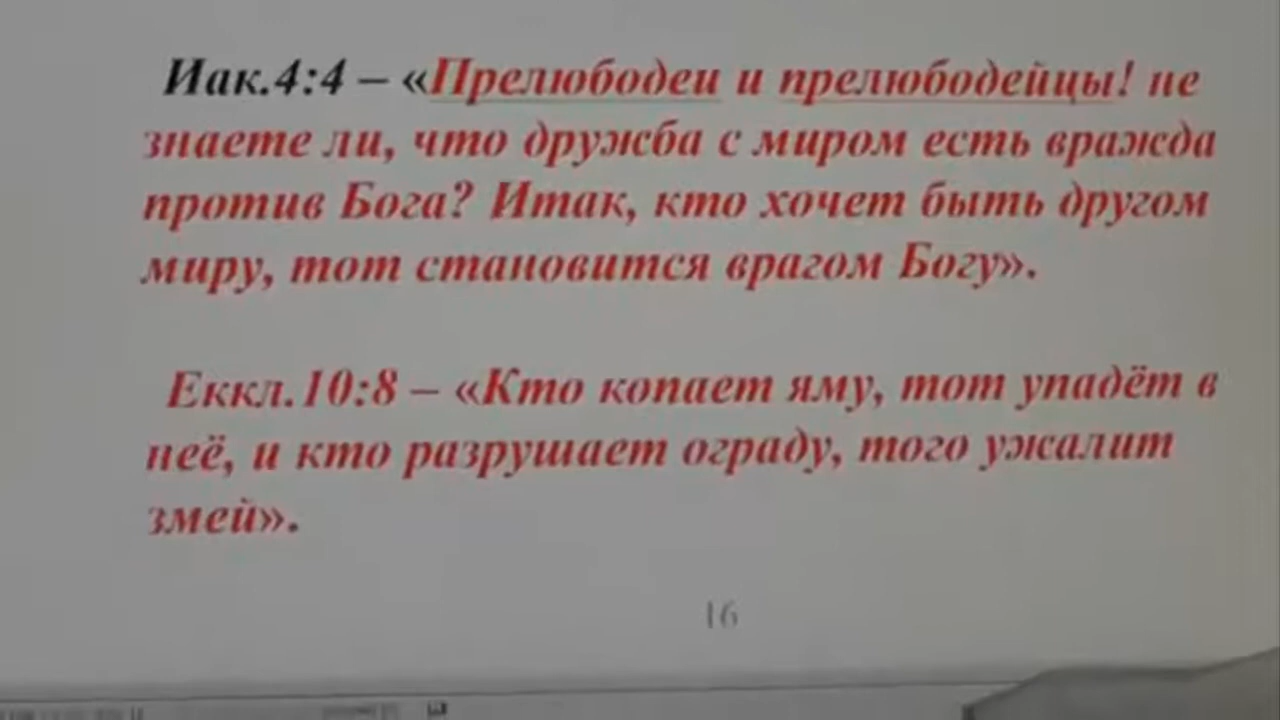 Иак.4:4 – «Прелюбодеи и прелюбодейцы! не
знаете ли, что дружба с миром есть вражда
против Бога? Итак, кто хочет быть другом
миру, тот становится врагом Богу».
Еккл.10:8 – «Кто копает яму, тот упадёт в
неё, и кто разрушает ограду, того ужалит
змей».
16